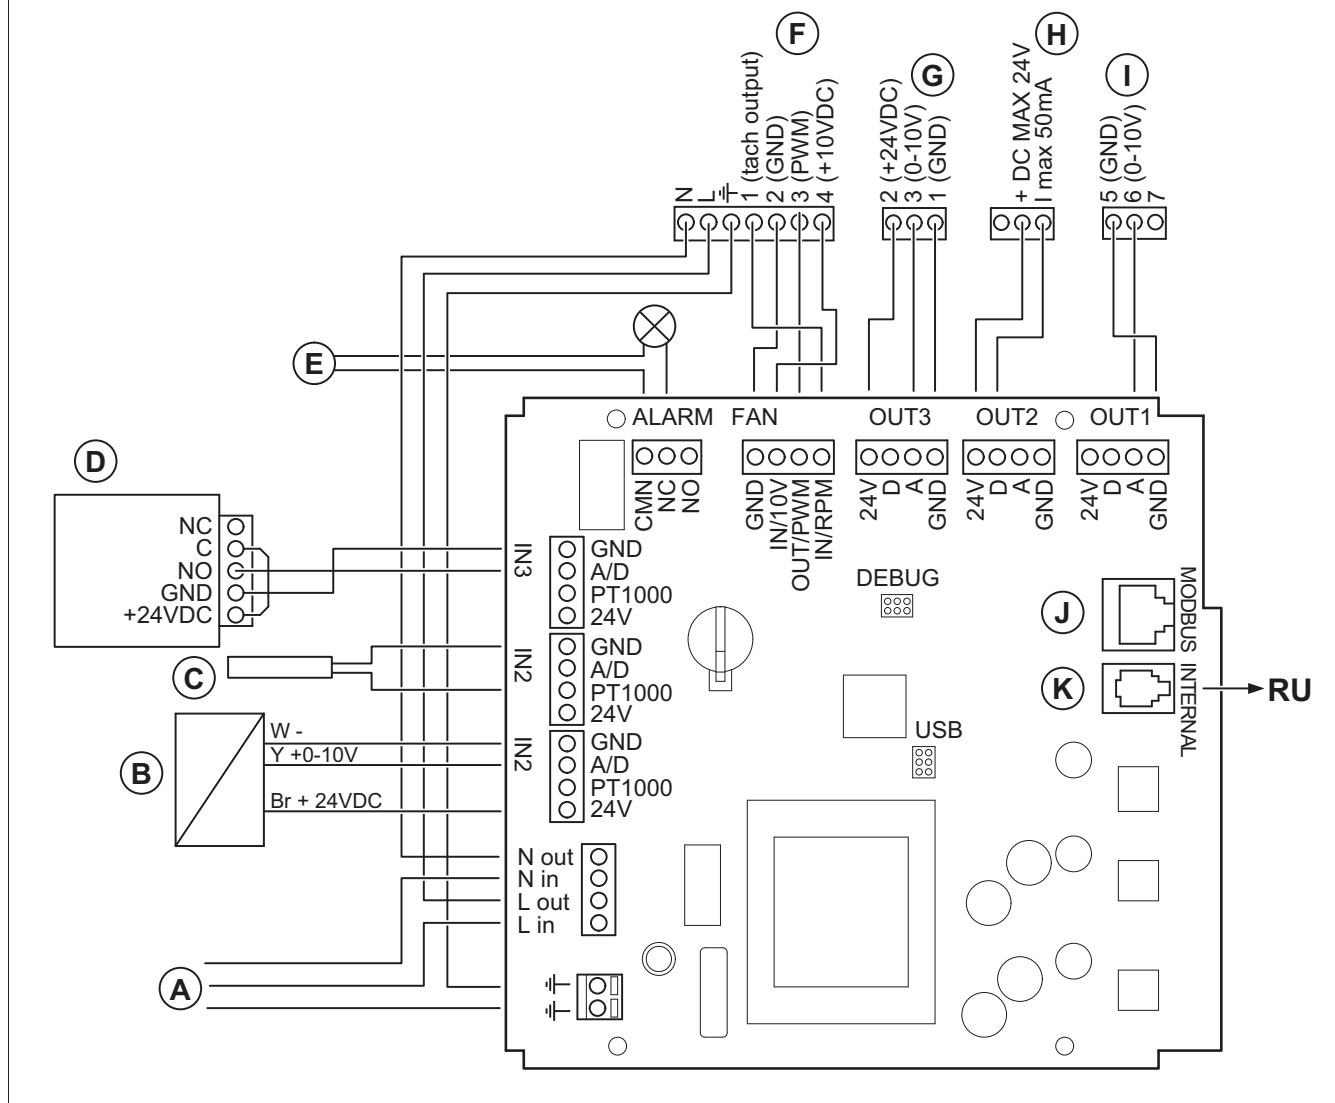 F
H
G
I
N
L
1 (tach output)
2 (GND)
3 (PWM)
4 (+10VDC)
2 (+24VDC)
3 (0-10V)
1 (GND)
+ DC MAX 24V
I max 50mA
5 (GND)
6 (0-10V)
7
E
ALARM
FAN
OUT3
OUT2
OUT1
CMN
NC
NO
GND
IN/10V
OUT/PWM
IN/RPM
24V
D
A
GND
24V
D
A
GND
24V
D
A
GND
D
NC
C
NO
GND
+24VDC
IN3
GND
A/D
PT1000
24V
DEBUG
J
MODBUS
C
IN2
GND
A/D
PT1000
24V
K
INTERNAL
RU
B
W -
Y +0-10V
Br + 24VDC
IN2
GND
A/D
PT1000
24V
USB
N out
N in
L out
L in
A